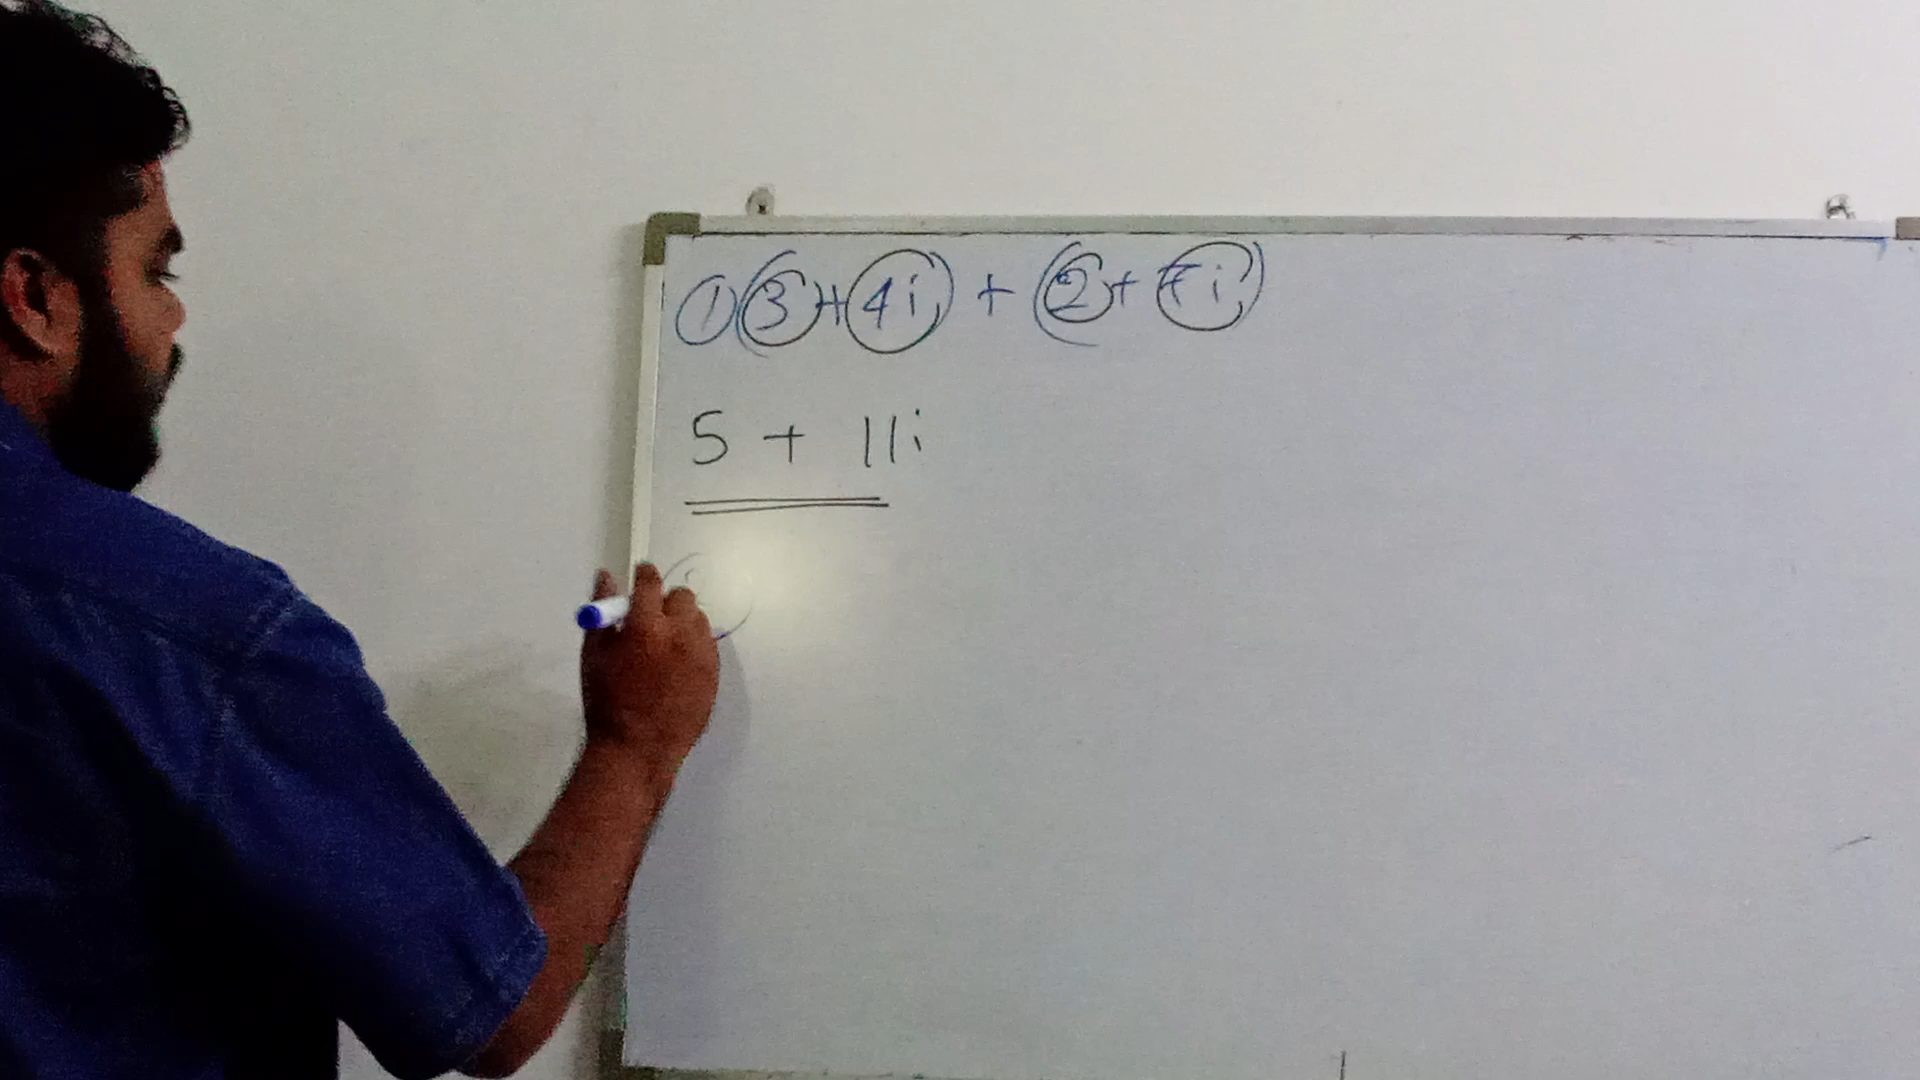 ① (3 + 4i) + (2 + 7i)
5 + 11i